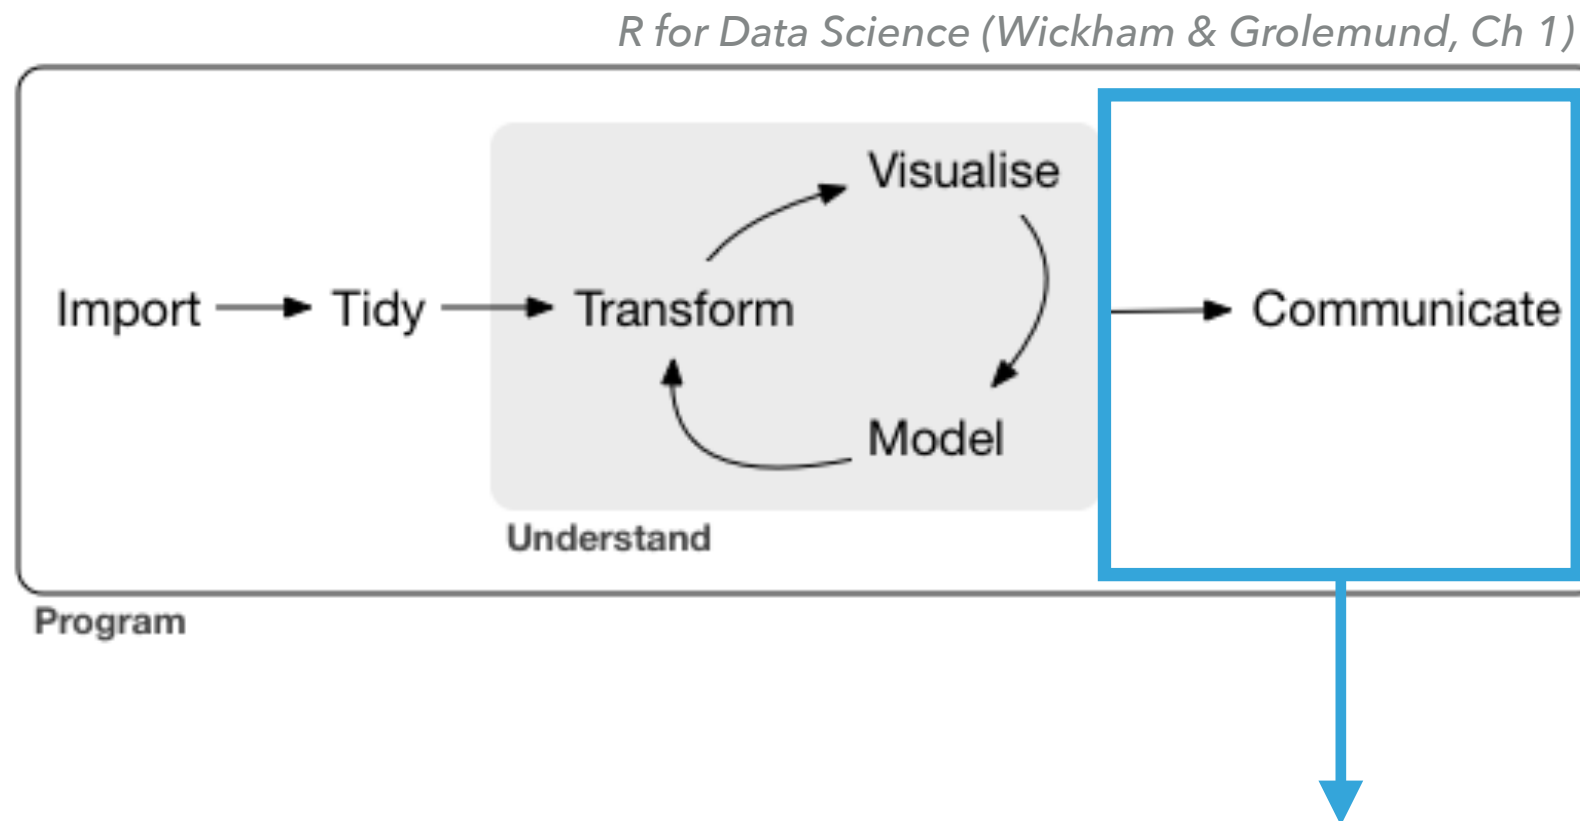 R for Data Science (Wickham & Grolemund, Ch 1)
Visualise
Import
Tidy
Transform
Communicate
Model
Understand
Program